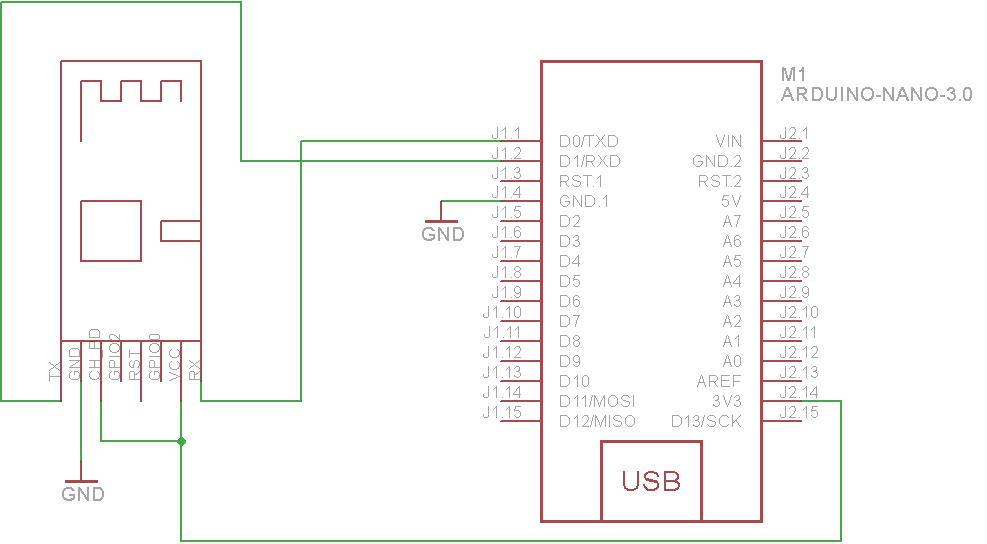 M1
ARDUINO-NANO-3.0
J1.1 D0/TXD VIN J2.1
J1.2 D1/RXD GND.2 J2.2
J1.3 RST.1 RST.2 J2.3
J1.4 GND.1 5V J2.4
J1.5 D2 A7 J2.5
J1.6 D3 A6 J2.6
J1.7 D4 A5 J2.7
J1.8 D5 A4 J2.8
J1.9 D6 A3 J2.9
J1.10 D7 A2 J2.10
J1.11 D8 A1 J2.11
J1.12 D9 A0 J2.12
J1.13 D10 AREF J2.13
J1.14 D11/MOSI 3V3 J2.14
J1.15 D12/MISO D13/SCK J2.15
USB
GND
TX
GND
CH_PD
GPIO2
RST
GPIO0
VCC
RX
GND